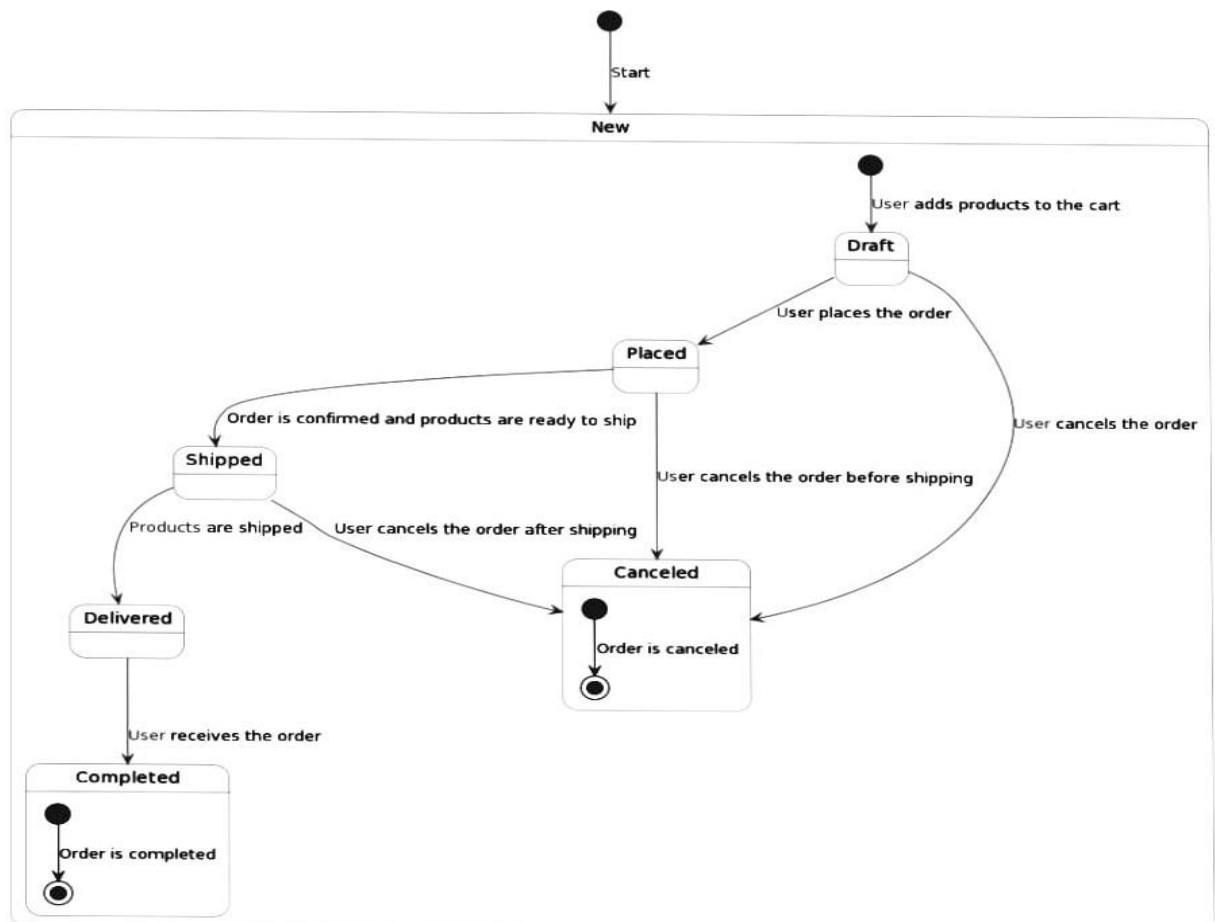 Start
New
User adds products to the cart
Draft
User places the order
Placed
Order is confirmed and products are ready to ship
User cancels the order
Shipped
User cancels the order before shipping
Products are shipped
User cancels the order after shipping
Canceled
Delivered
Order is canceled
User receives the order
Completed
Order is completed